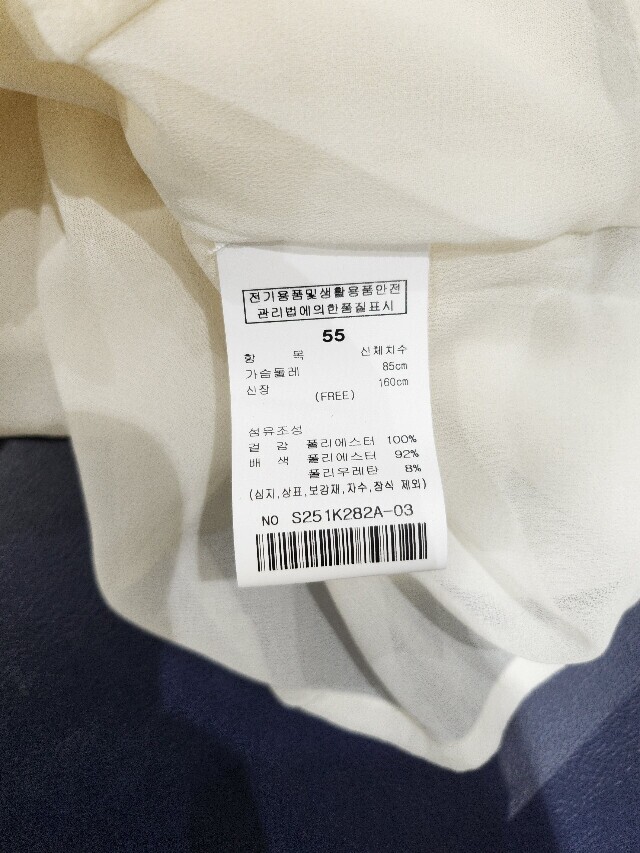 전기용품및생활용품안전
관리법에의한품질표시
55
항 목 신체치수
가슴둘레 85cm
신장 160cm
(FREE)
섬유조성
겉 감 폴리에스터 100%
배 색 폴리에스터 92%
폴리우레탄 8%
(심지,상표,보강재,자수,장식 제외)
NO S251K282A-03